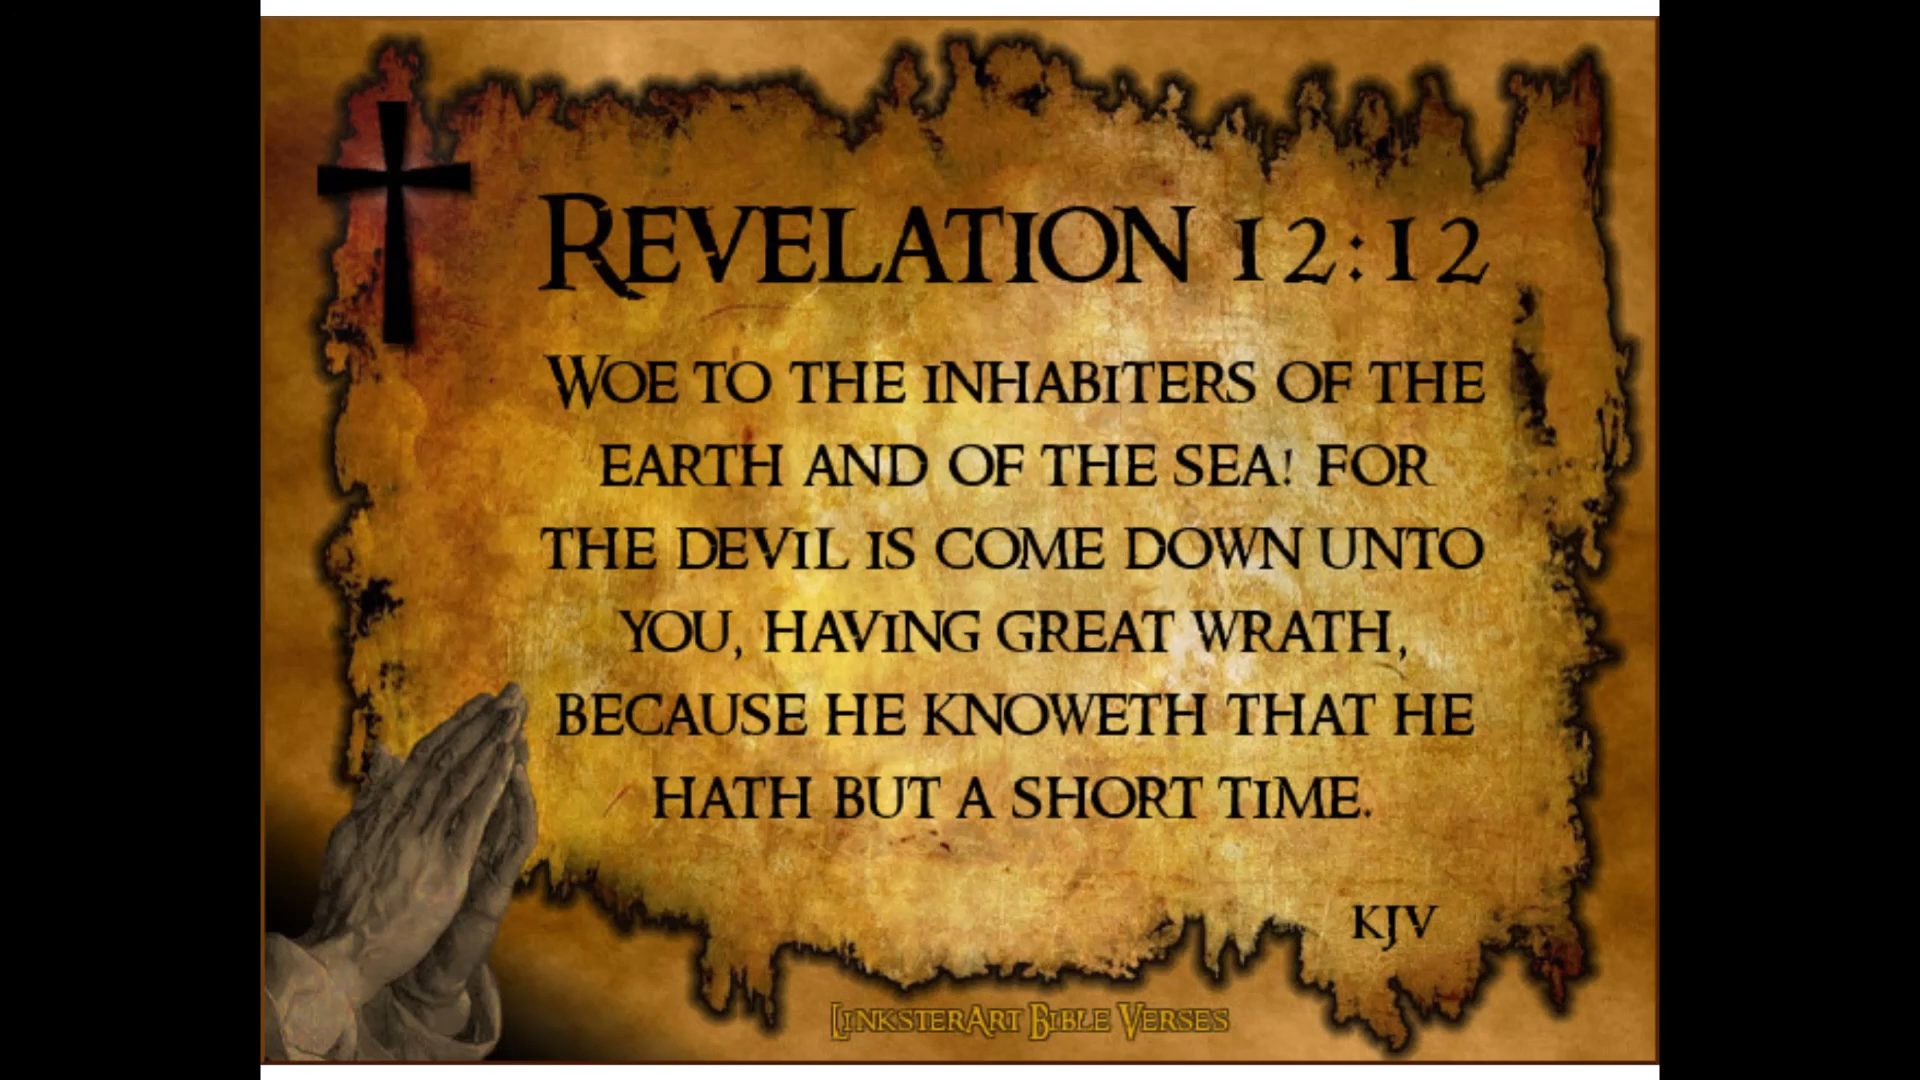 Revelation 12:12
Woe to the inhabiters of the
earth and of the sea! for
the devil is come down unto
you, having great wrath,
because he knoweth that he
hath but a short time.
KJV
LinksterArt Bible Verses